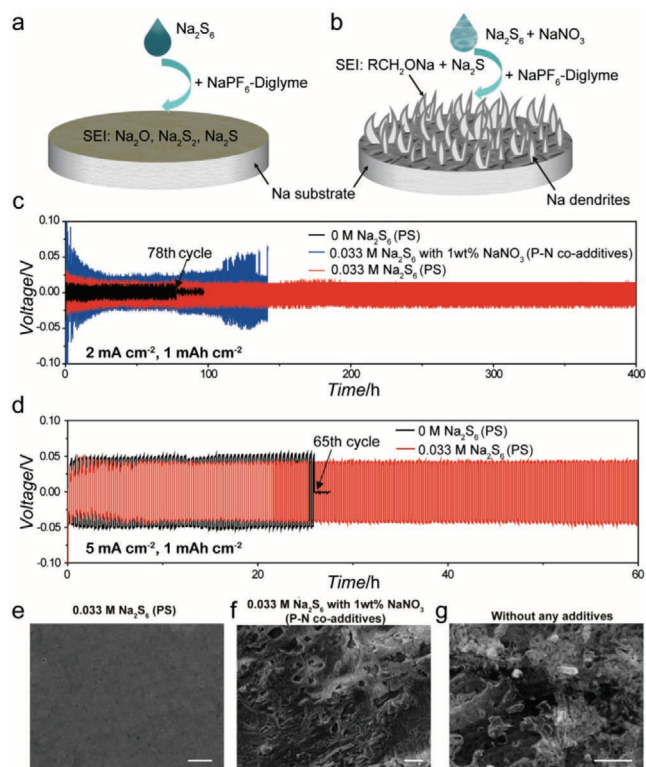 a
Na₂S₆
+ NaPF₆-Diglyme
SEI: Na₂O, Na₂S₂, Na₂S
b
Na₂S₆ + NaNO₃
SEI: RCH₂ONa + Na₂S
+ NaPF₆-Diglyme
Na substrate
Na dendrites
c
0.10
0.05
0.00
-0.05
-0.10
Voltage/V
78th cycle
0 M Na₂S₆ (PS)
0.033 M Na₂S₆ with 1wt% NaNO₃ (P-N co-additives)
0.033 M Na₂S₆ (PS)
2 mA cm⁻², 1 mAh cm⁻²
0 100 200 300 400
Time/h
d
0.10
0.05
0.00
-0.05
-0.10
Voltage/V
65th cycle
0 M Na₂S₆ (PS)
0.033 M Na₂S₆ (PS)
5 mA cm⁻², 1 mAh cm⁻²
0 20 40 60
Time/h
e
0.033 M Na₂S₆ (PS)
f
0.033 M Na₂S₆ with 1wt% NaNO₃
(P-N co-additives)
g
Without any additives